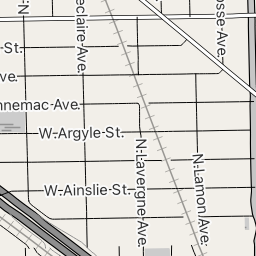 N.
eclaire Ave.
osse-Ave.
St.
ve.
nnemac-Ave.
W-Argyle-St.
N-Lavergne-Ave.
N-Lamon/Ave.
W-Ainslie-St.